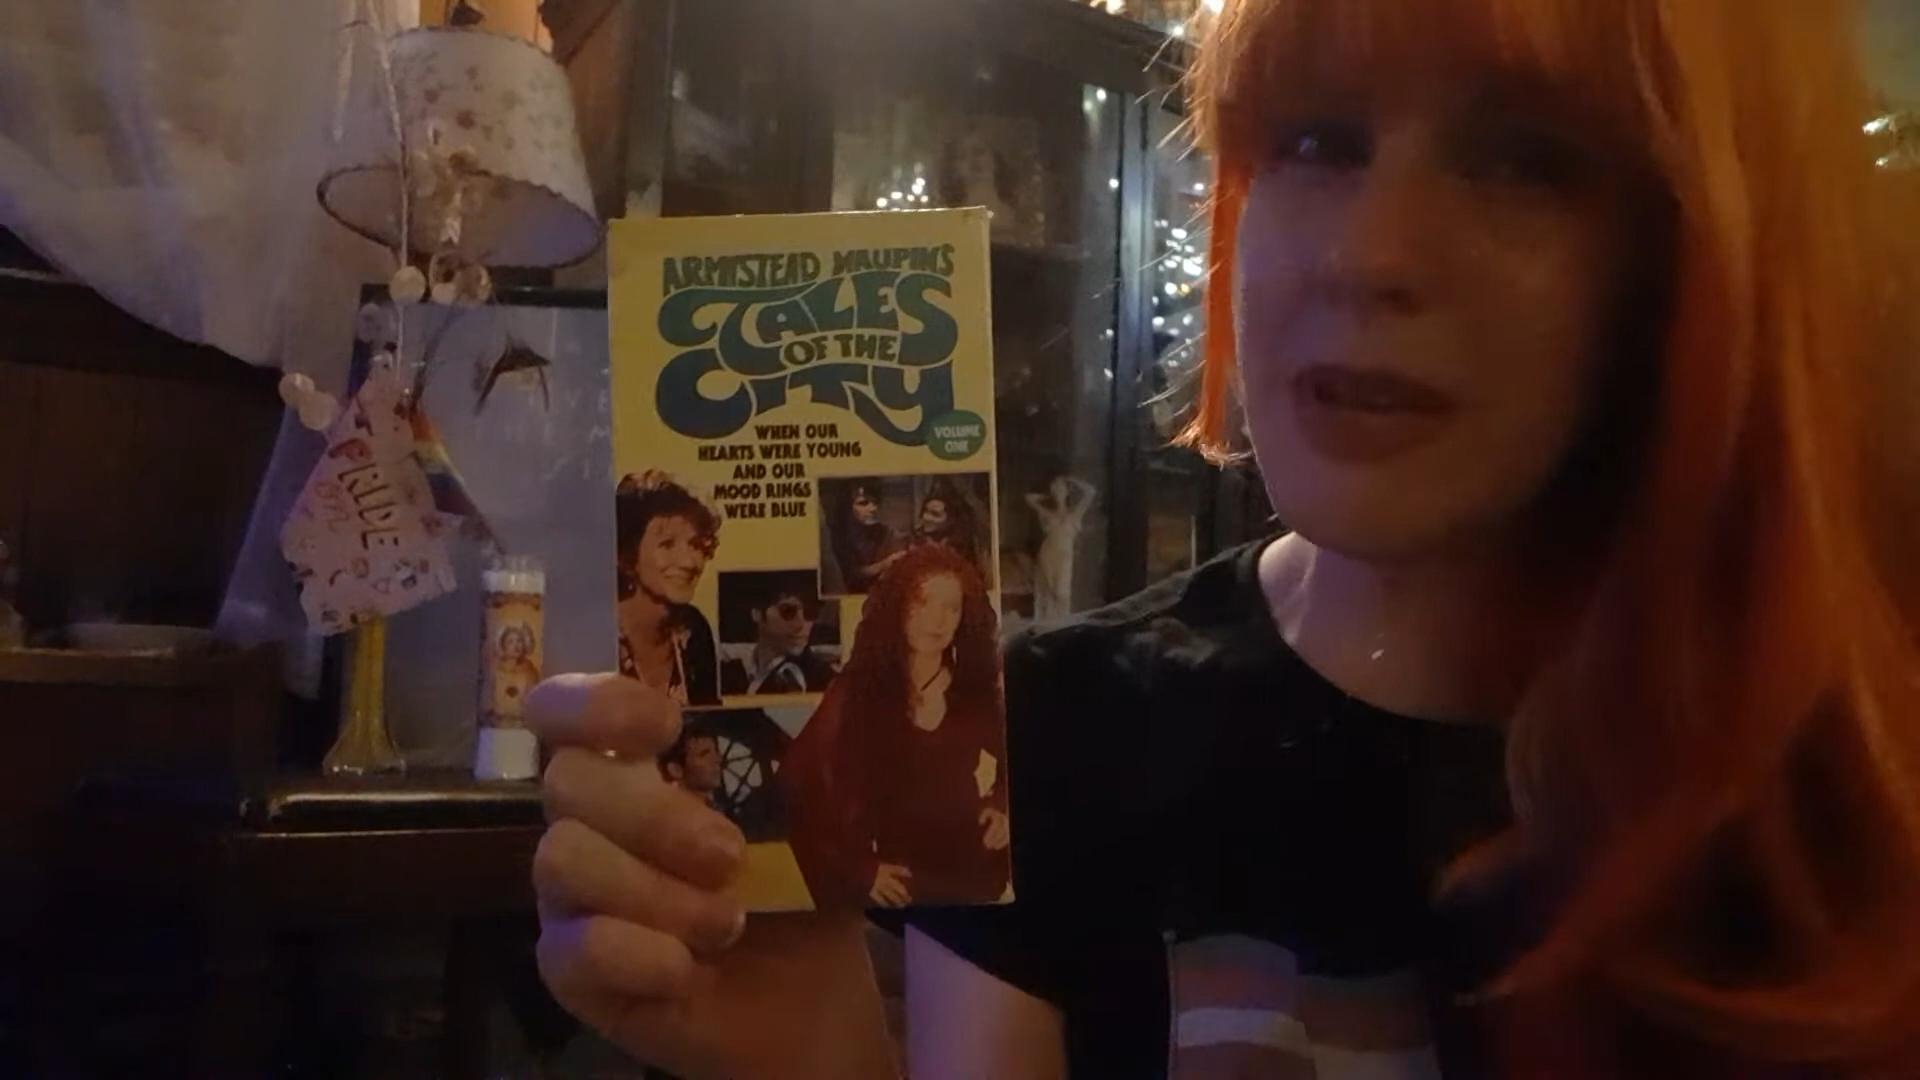 ARMISTEAD MAUPIN'S
TALES
OF THE
CITY
VOLUME
ONE
WHEN OUR
HEARTS WERE YOUNG
AND OUR
MOOD RINGS
WERE BLUE
PRIDE
on